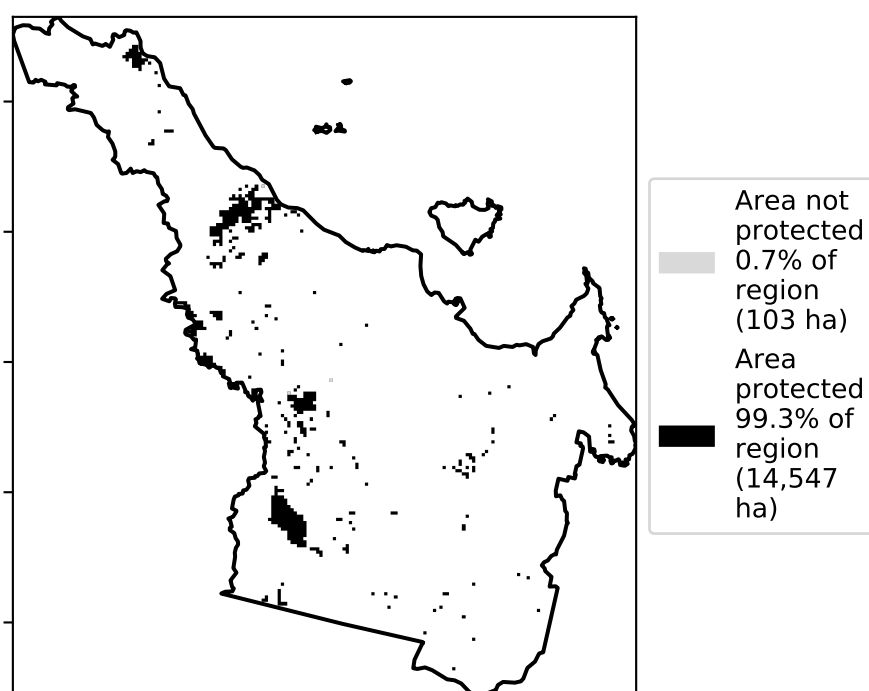 Area not
protected
0.7% of
region
(103 ha)
Area
protected
99.3% of
region
(14,547
ha)